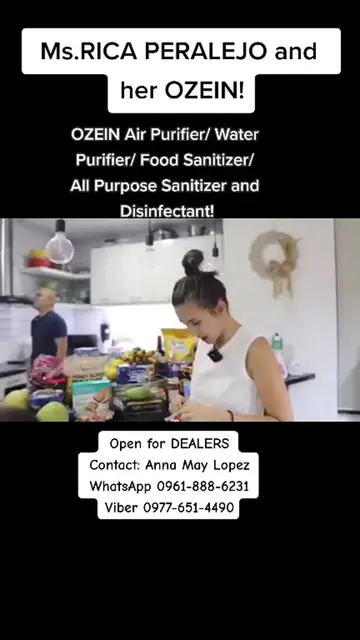 Ms.RICA PERALEJO and
her OZEIN!
OZEIN Air Purifier/ Water
Purifier/ Food Sanitizer/
All Purpose Sanitizer and
Disinfectant!
Open for DEALERS
Contact: Anna May Lopez
WhatsApp 0961-888-6231
Viber 0977-651-4490